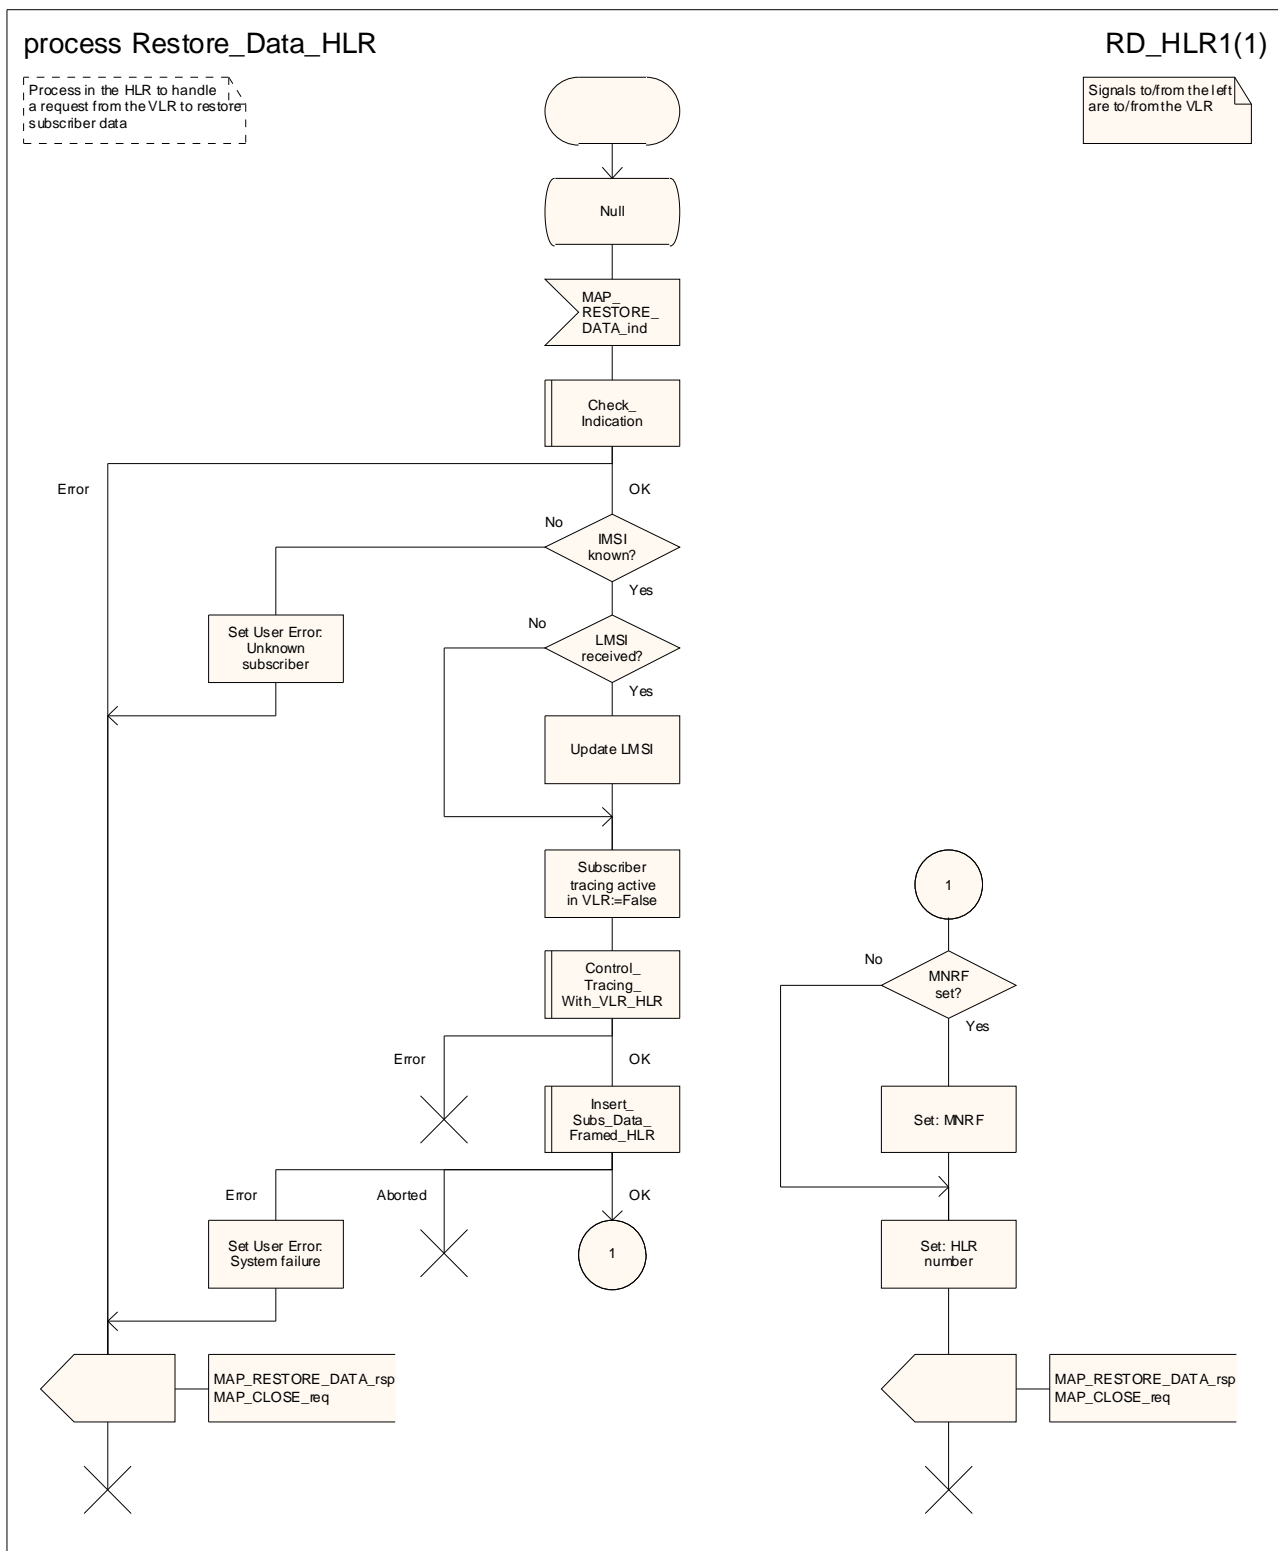 process Restore_Data_HLR
RD_HLR1(1)
Process in the HLR to handle
a request from the VLR to restore
subscriber data
Signals to/from the left
are to/from the VLR
Null
MAP_
RESTORE_
DATA_ind
Check_
Indication
Error
OK
No
IMSI
known?
Yes
Set User Error:
Unknown
subscriber
No
LMSI
received?
Yes
Update LMSI
Subscriber
tracing active
in VLR:=False
Control_
Tracing_
With_VLR_HLR
Error
OK
Insert_
Subs_Data_
Framed_HLR
Error
Aborted
OK
Set User Error:
System failure
1
MAP_RESTORE_DATA_rsp
MAP_CLOSE_req
1
No
MNRF
set?
Yes
Set: MNRF
Set: HLR
number
MAP_RESTORE_DATA_rsp
MAP_CLOSE_req